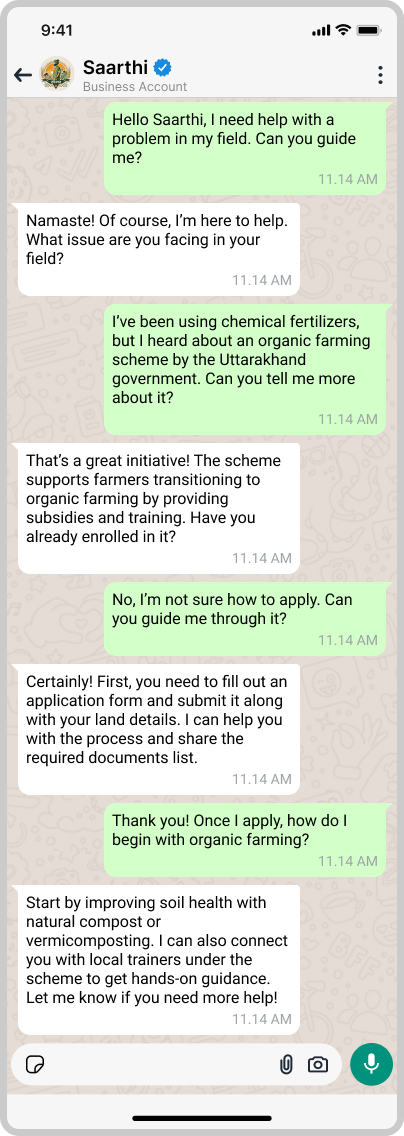 9:41
Saarthi
Business Account
Hello Saarthi, I need help with a
problem in my field. Can you guide
me?
11.14 AM
Namaste! Of course, I'm here to help.
What issue are you facing in your
field?
11.14 AM
I've been using chemical fertilizers,
but I heard about an organic farming
scheme by the Uttarakhand
government. Can you tell me more
about it?
11.14 AM
That's a great initiative! The scheme
supports farmers transitioning to
organic farming by providing
subsidies and training. Have you
already enrolled in it?
11.14 AM
No, I'm not sure how to apply. Can
you guide me through it?
11.14 AM
Certainly! First, you need to fill out an
application form and submit it along
with your land details. I can help you
with the process and share the
required documents list.
11.14 AM
Thank you! Once I apply, how do I
begin with organic farming?
11.14 AM
Start by improving soil health with
natural compost or
vermicomposting. I can also connect
you with local trainers under the
scheme to get hands-on guidance.
Let me know if you need more help!
11.14 AM